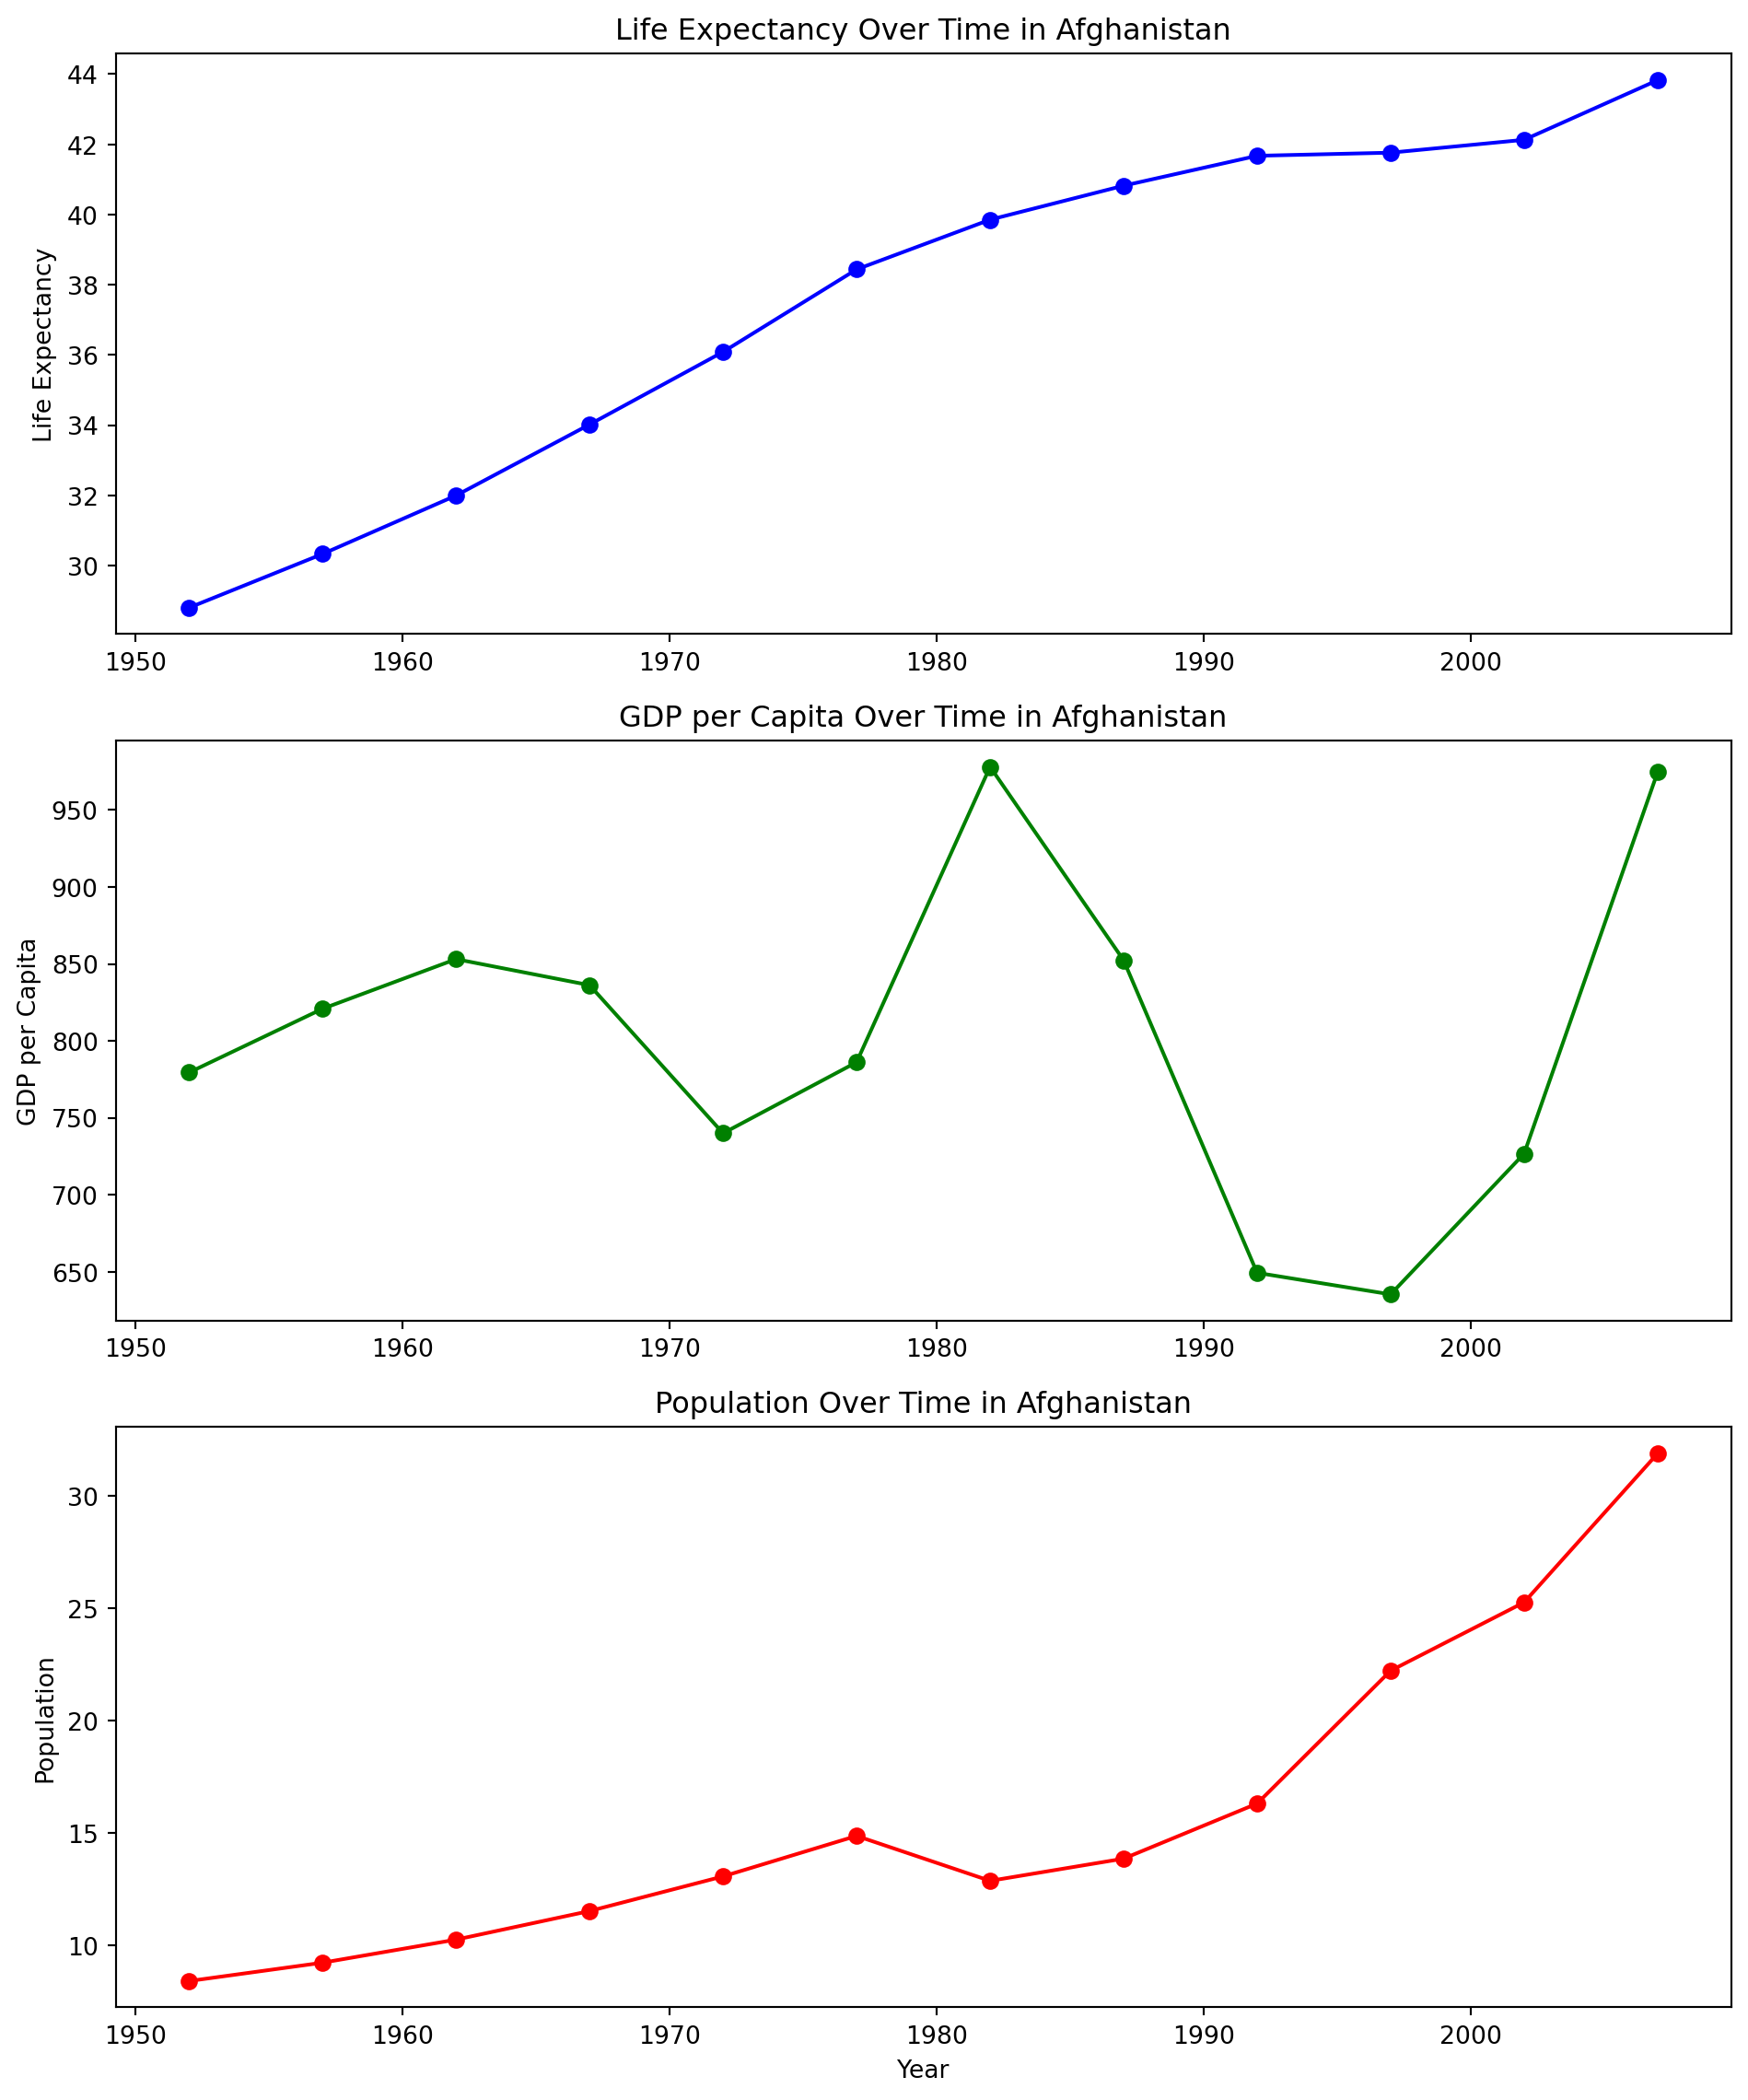 Life Expectancy Over Time in Afghanistan
44
42
40
38
36
34
32
30
Life Expectancy
1950 1960 1970 1980 1990 2000
GDP per Capita Over Time in Afghanistan
950
900
850
800
750
700
650
GDP per Capita
1950 1960 1970 1980 1990 2000
Population Over Time in Afghanistan
30
25
20
15
10
Population
1950 1960 1970 1980 1990 2000
Year